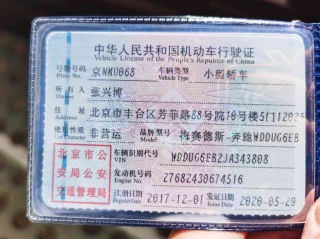 中华人民共和国机动车行驶证
Vehicle License of the People's Republic of China
号牌号码 京NMU068 车辆类型 小型轿车
Plate No. Vehicle Type
所有人 张兴博
Owner
住址 北京市丰台区芳菲路88号院10号楼5
Address
使用性质 非营运 品牌型号 梅赛德斯-奔驰WDDUG6EB
Use Character Model
北京市公安局公安交通管理局
车辆识别代号 WDDUG6EB2JA343808
VIN
发动机号码 27682430674516
Engine No.
注册日期 2017-12-01 发证日期 2020-05-29
Register Date Issue Date